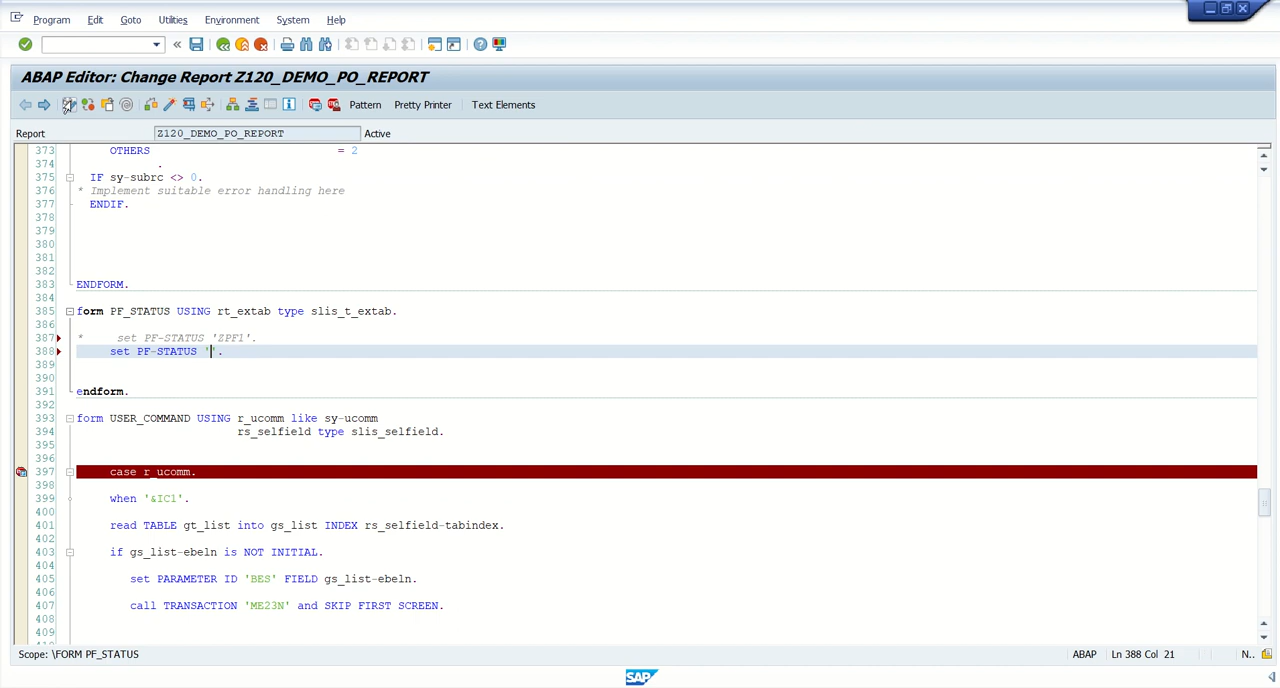 Program Edit Goto Utilities Environment System Help
ABAP Editor: Change Report Z120_DEMO_PO_REPORT
Pattern Pretty Printer Text Elements
Report Z120_DEMO_PO_REPORT Active
373 OTHERS = 2
374 .
375 IF sy-subrc <> 0.
376 * Implement suitable error handling here
377 ENDIF.
378
379
380
381
382
383 ENDFORM.
384
385 form PF_STATUS USING rt_extab type slis_t_extab.
386
387 * set PF-STATUS 'ZPF1'.
388 set PF-STATUS ''.
389
390
391 endform.
392
393 form USER_COMMAND USING r_ucomm like sy-ucomm
394 rs_selfield type slis_selfield.
395
396
397 case r_ucomm.
398
399 when '&IC1'.
400
401 read TABLE gt_list into gs_list INDEX rs_selfield-tabindex.
402
403 if gs_list-ebeln is NOT INITIAL.
404
405 set PARAMETER ID 'BES' FIELD gs_list-ebeln.
406
407 call TRANSACTION 'ME23N' and SKIP FIRST SCREEN.
408
409
Scope: \FORM PF_STATUS ABAP Ln 388 Col 21 N..
SAP